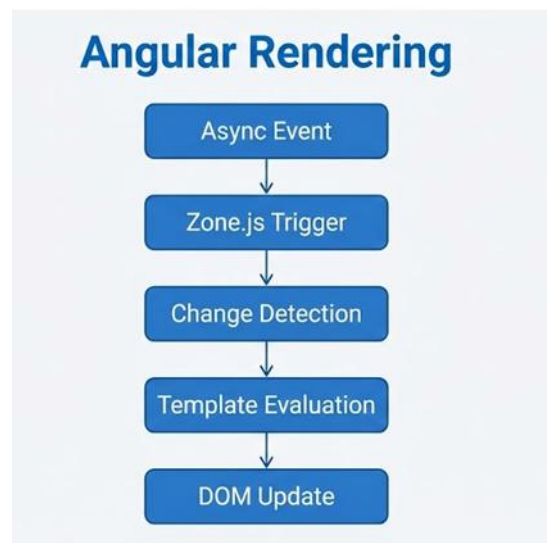 Angular Rendering
Async Event
Zone.js Trigger
Change Detection
Template Evaluation
DOM Update